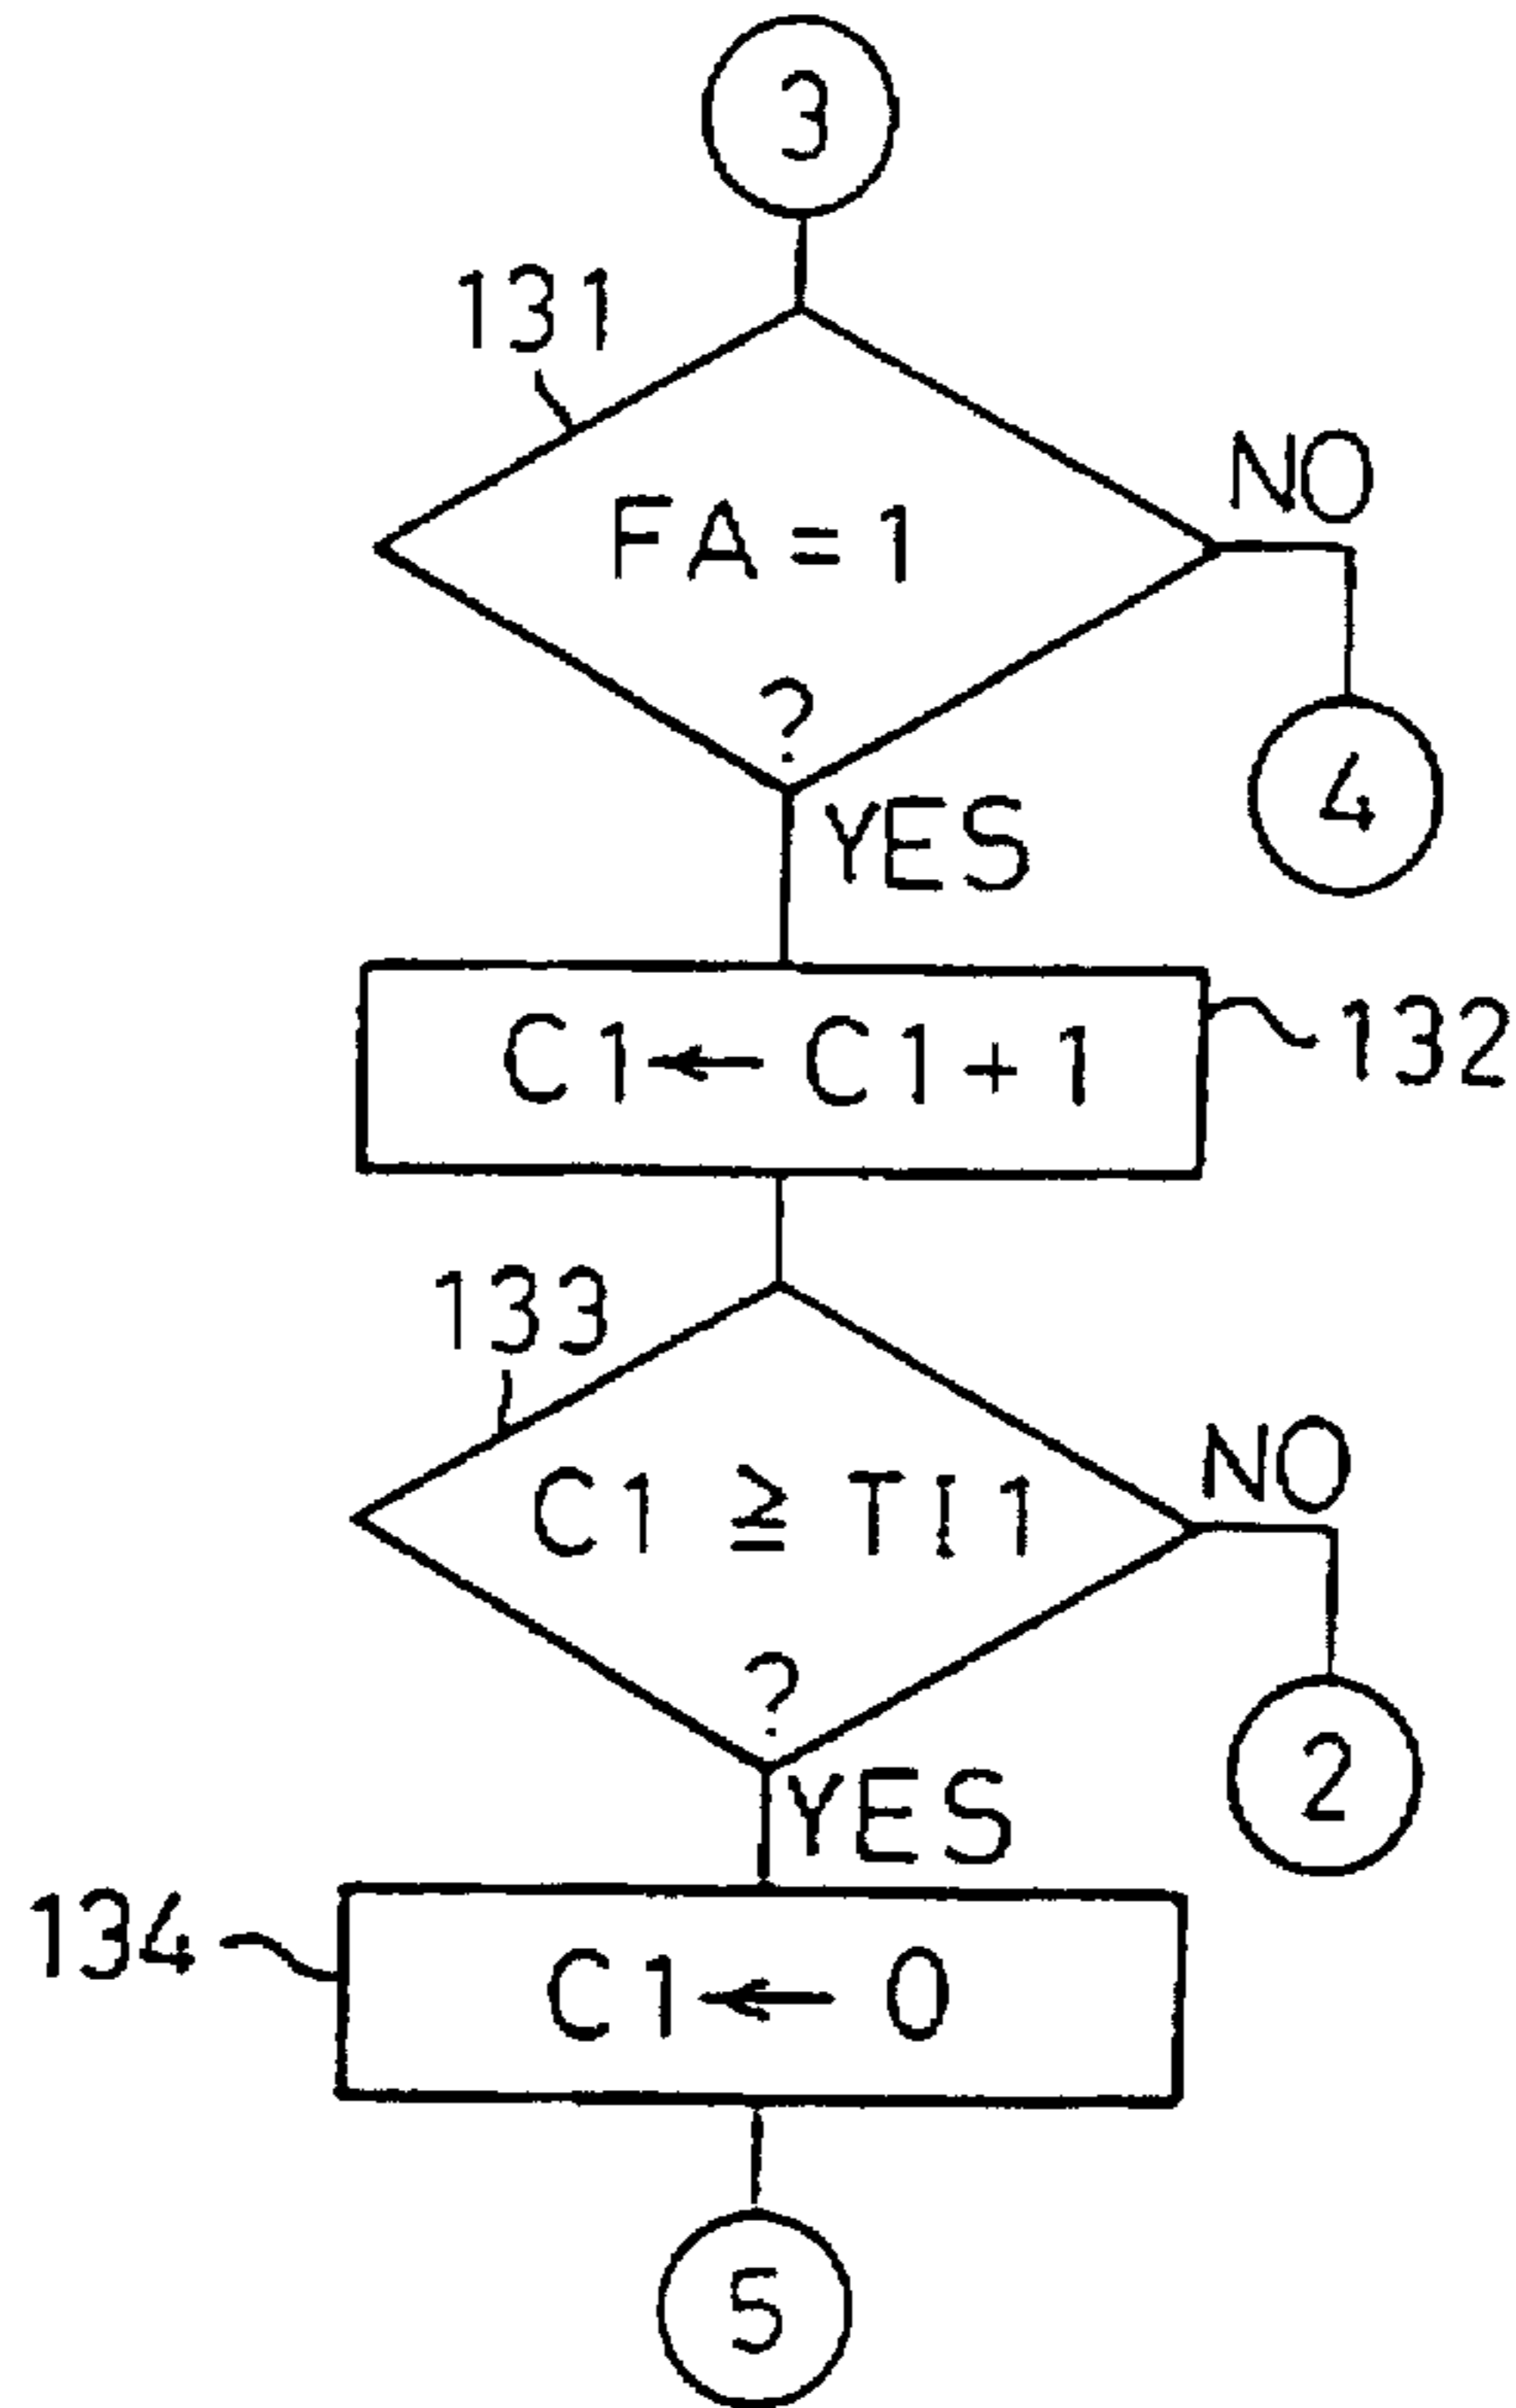 3
131
FA=1
?
NO
4
YES
C1←C1+1
132
133
C1≧TI1
?
NO
2
YES
134
C1←0
5